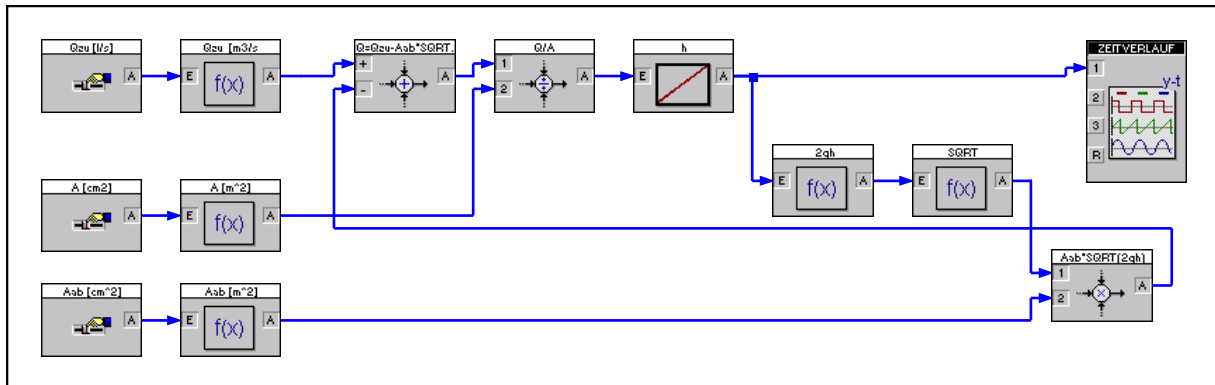 Qzu [l/s]
Qzu [m3/s
Q=Qzu-Aab*SQRT.
Q/A
h
ZEITVERLAUF
A
E
f(x)
A
+
-
A
1
2
A
E
A
1
2
3
R
y-t
2gh
SQRT
E
f(x)
A
E
f(x)
A
A [cm2]
A [m^2]
A
E
f(x)
A
Aab*SQRT(2gh)
1
2
A
Aab [cm^2]
Aab [m^2]
A
E
f(x)
A